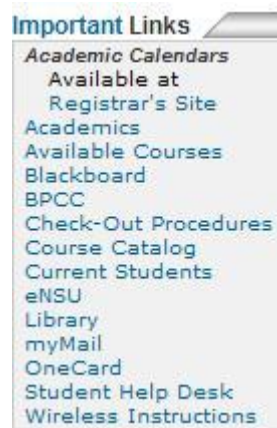 Important Links
Academic Calendars
Available at
Registrar's Site
Academics
Available Courses
Blackboard
BPCC
Check-Out Procedures
Course Catalog
Current Students
eNSU
Library
myMail
OneCard
Student Help Desk
Wireless Instructions